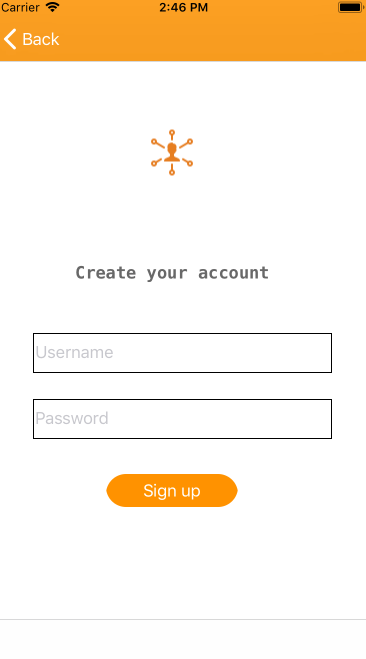 Carrier 2:46 PM
Back
Create your account
Username
Password
Sign up